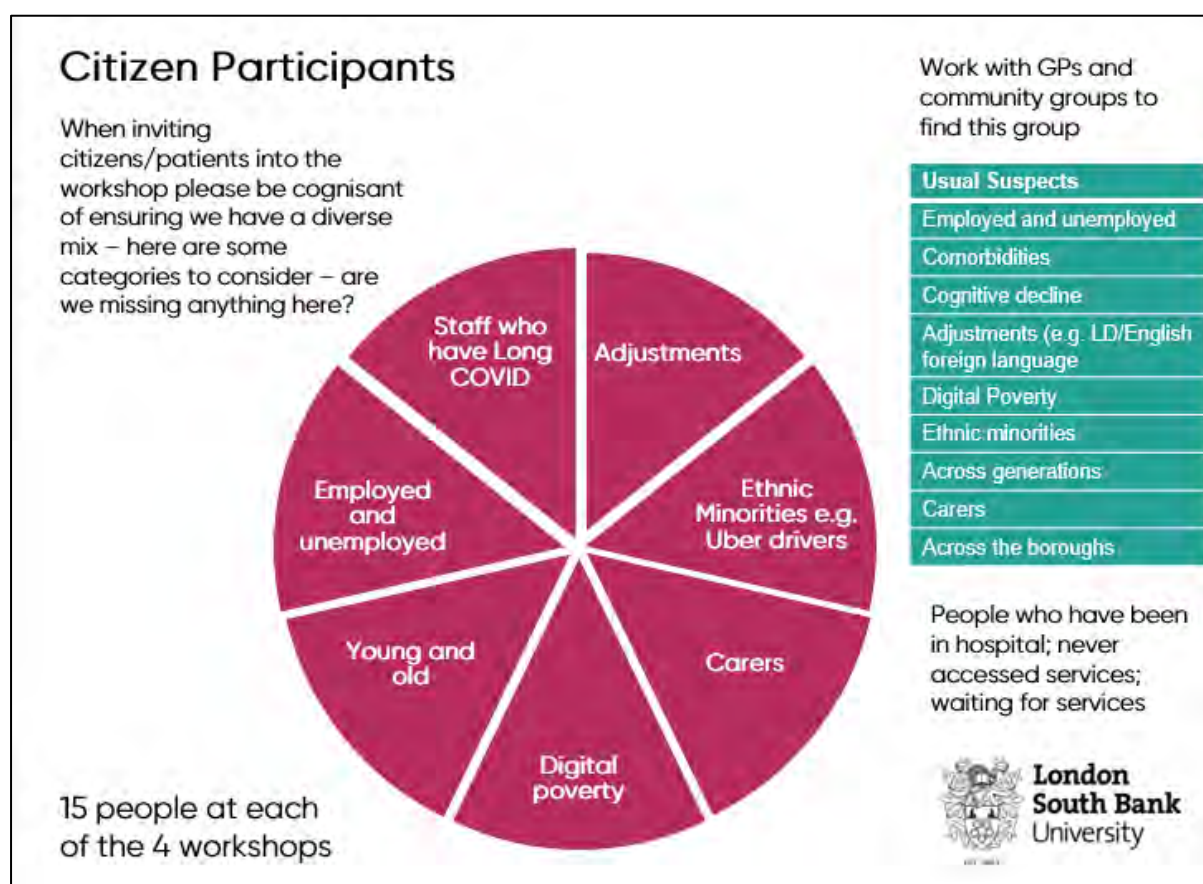 Citizen Participants
When inviting
citizens/patients into the
workshop please be cognisant
of ensuring we have a diverse
mix – here are some
categories to consider – are
we missing anything here?
Staff who
have Long
COVID
Adjustments
Ethnic
Minorities e.g.
Uber drivers
Carers
Digital
poverty
Young and
old
Employed
and
unemployed
15 people at each
of the 4 workshops
Work with GPs and
community groups to
find this group
Usual Suspects
Employed and unemployed
Comorbidities
Cognitive decline
Adjustments (e.g. LD/English
foreign language
Digital Poverty
Ethnic minorities
Across generations
Carers
Across the boroughs
People who have been
in hospital; never
accessed services;
waiting for services
London
South Bank
University